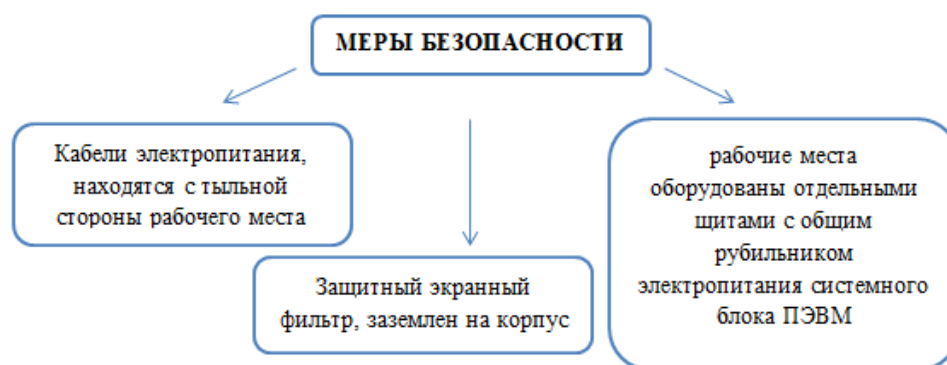 МЕРЫ БЕЗОПАСНОСТИ
Кабели электропитания,
находятся с тыльной
стороны рабочего места
Защитный экранный
фильтр, заземлен на корпус
рабочие места
оборудованы отдельными
щитами с общим
рубильником
электропитания системного
блока ПЭВМ